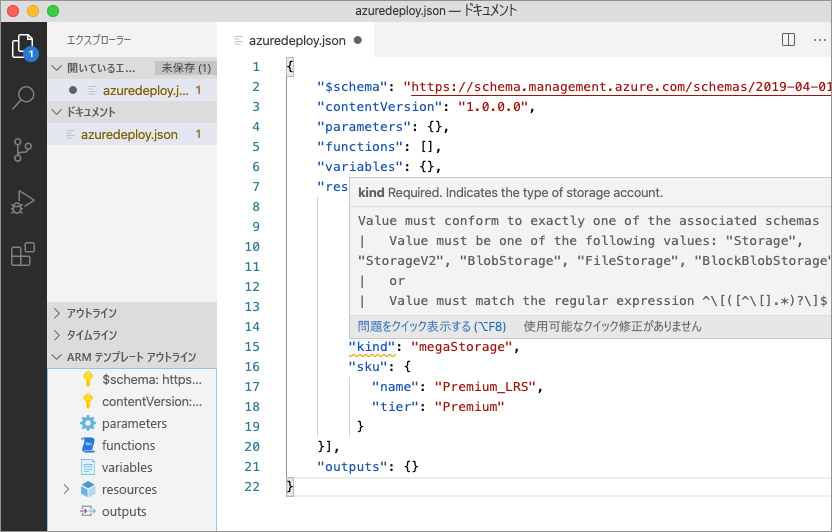 azuredeploy.json — ドキュメント
1
エクスプローラー
開いているエ... 未保存 (1)
azuredeploy.j... 1
ドキュメント
azuredeploy.json 1
アウトライン
タイムライン
ARM テンプレート アウトライン
$schema: https...
contentVersion:...
parameters
functions
variables
resources
outputs
azuredeploy.json
1 {
2 "$schema": "https://schema.management.azure.com/schemas/2019-04-01
3 "contentVersion": "1.0.0.0",
4 "parameters": {},
5 "functions": [],
6 "variables": {},
7 "res
8
9
10
11
12
13
14
kind Required. Indicates the type of storage account.
Value must conform to exactly one of the associated schemas
| Value must be one of the following values: "Storage",
"StorageV2", "BlobStorage", "FileStorage", "BlockBlobStorage"
| or
| Value must match the regular expression ^\[([^\[].*)?\]$
問題をクイック表示する (⌥F8) 使用可能なクイック修正がありません
15 "kind": "megaStorage",
16 "sku": {
17 "name": "Premium_LRS",
18 "tier": "Premium"
19 }
20 }],
21 "outputs": {}
22 }